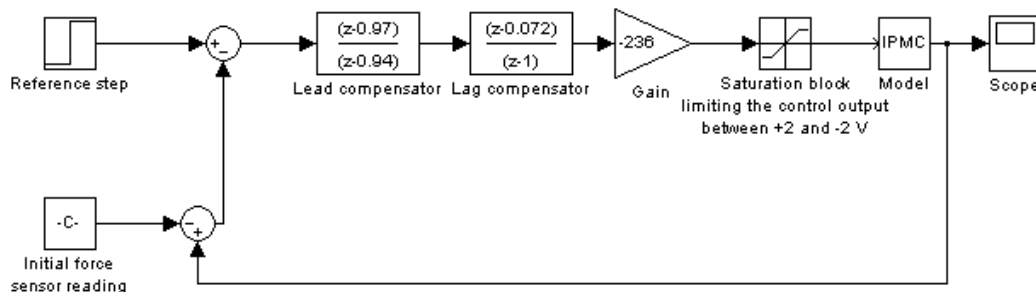 (z-0.97)
(z-0.94)
(z-0.072)
(z-1)
-236
IPMC
Reference step
Lead compensator
Lag compensator
Gain
Saturation block
limiting the control output
between +2 and -2 V
Model
Scope
+
-
-C-
-
+
Initial force
sensor reading